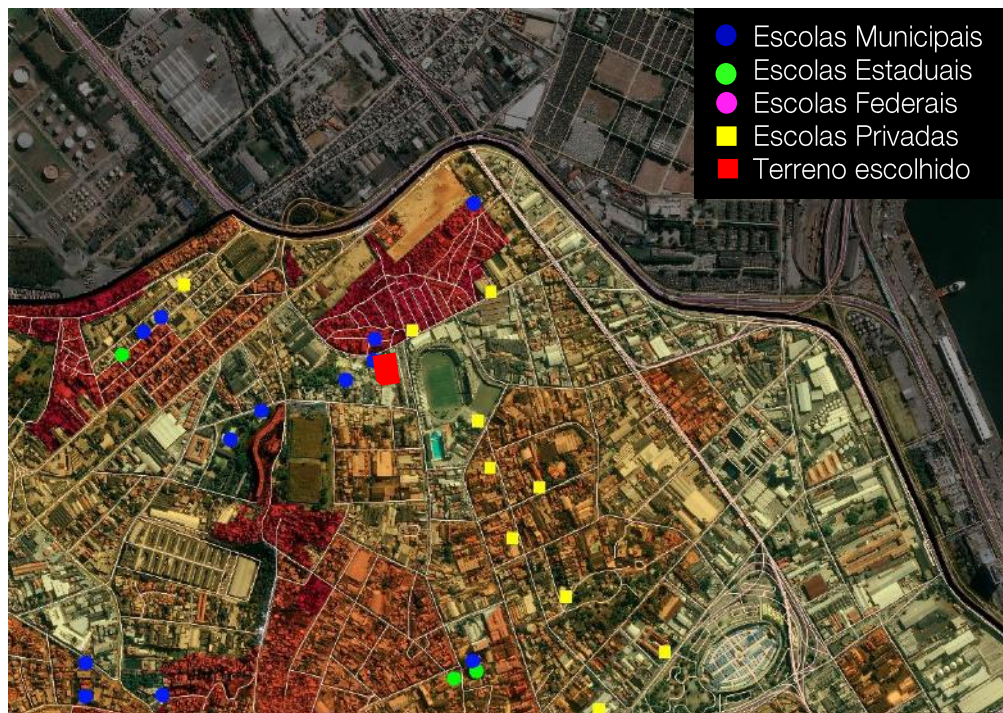 Escolas Municipais
Escolas Estaduais
Escolas Federais
Escolas Privadas
Terreno escolhido